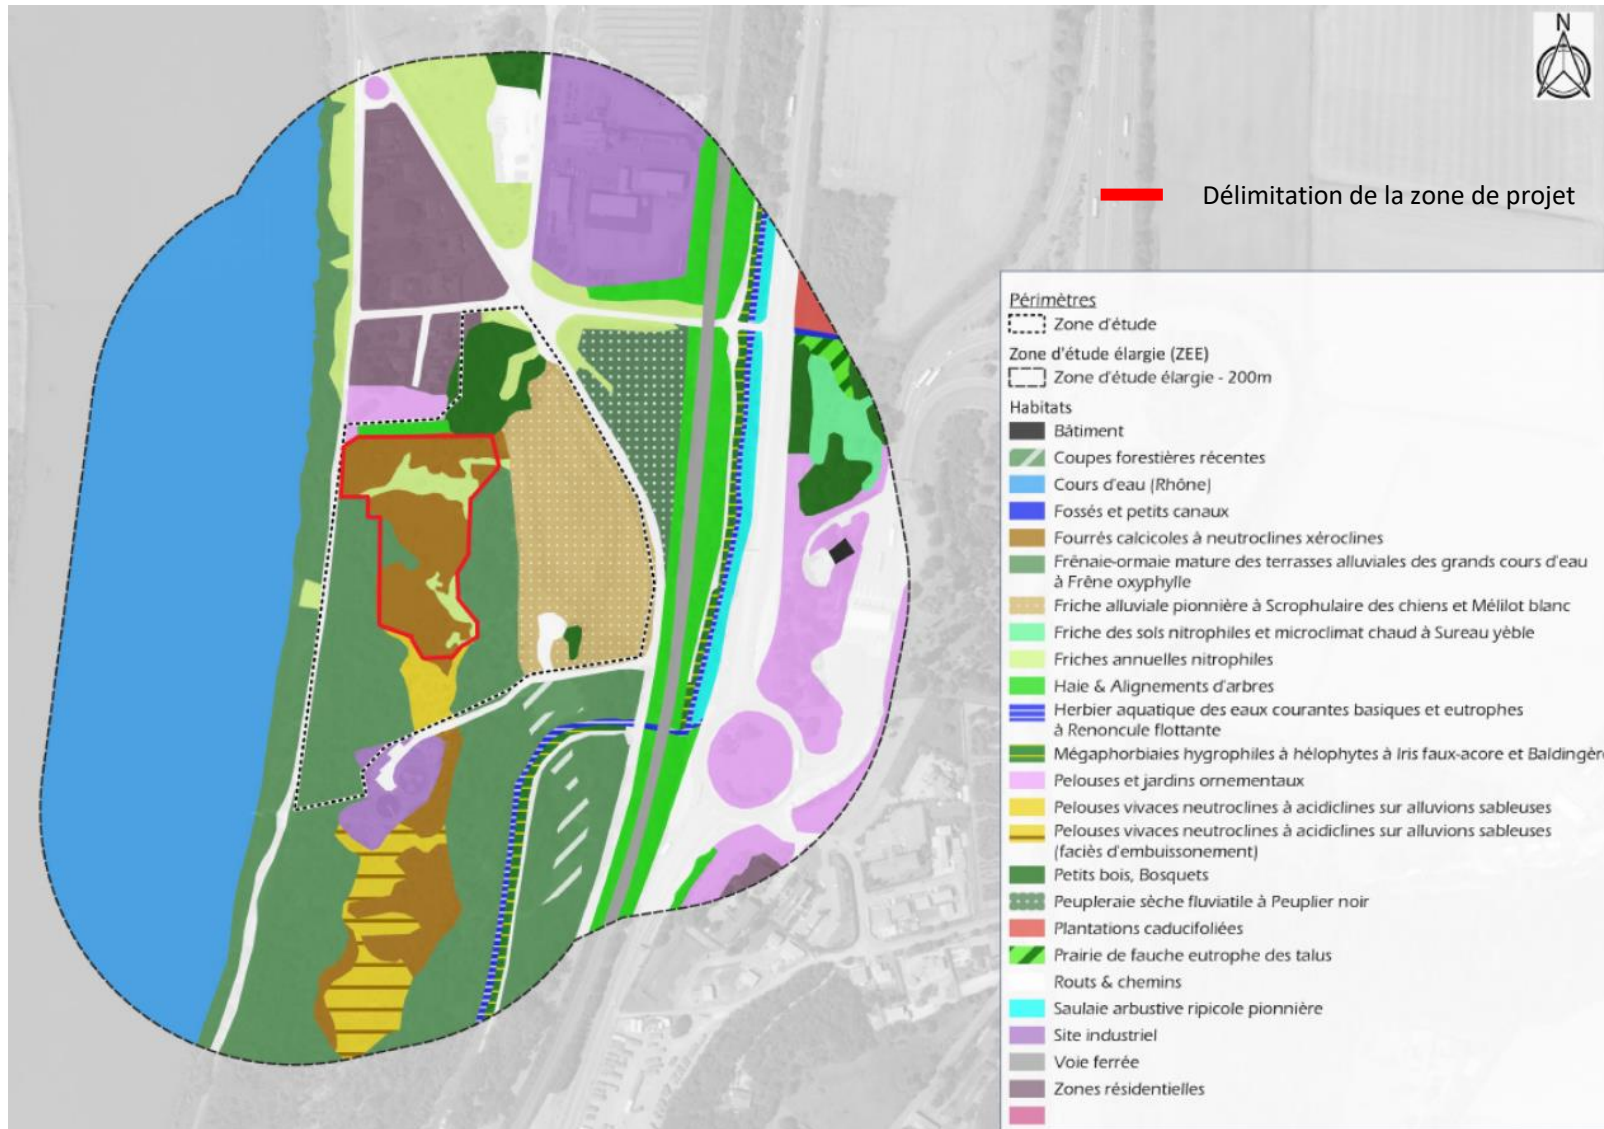 N
Délimitation de la zone de projet
Périmètres
Zone d'étude
Zone d'étude élargie (ZEE)
Zone d'étude élargie - 200m
Habitats
Bâtiment
Coupes forestières récentes
Cours d'eau (Rhône)
Fossés et petits canaux
Fourrés calcicoles à neutroclines xéroclines
Frênaie-ormaie mature des terrasses alluviales des grands cours d'eau
à Frêne oxyphylle
Friche alluviale pionnière à Scrophulaire des chiens et Mélilot blanc
Friche des sols nitrophiles et microclimat chaud à Sureau yèble
Friches annuelles nitrophiles
Haie & Alignements d'arbres
Herbier aquatique des eaux courantes basiques et eutrophes
à Renoncule flottante
Mégaphorbiaies hygrophiles à hélophytes à Iris faux-acore et Baldingère
Pelouses et jardins ornementaux
Pelouses vivaces neutroclines à acidiclines sur alluvions sableuses
Pelouses vivaces neutroclines à acidiclines sur alluvions sableuses
(faciès d'embuissonement)
Petits bois, Bosquets
Peupleraie sèche fluviatile à Peuplier noir
Plantations caducifoliées
Prairie de fauche eutrophe des talus
Routs & chemins
Saulaie arbustive ripicole pionnière
Site industriel
Voie ferrée
Zones résidentielles